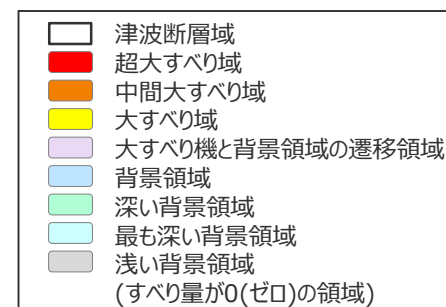 津波断層域
超大すべり域
中間大すべり域
大すべり域
大すべり機と背景領域の遷移領域
背景領域
深い背景領域
最も深い背景領域
浅い背景領域
(すべり量が0(ゼロ)の領域)